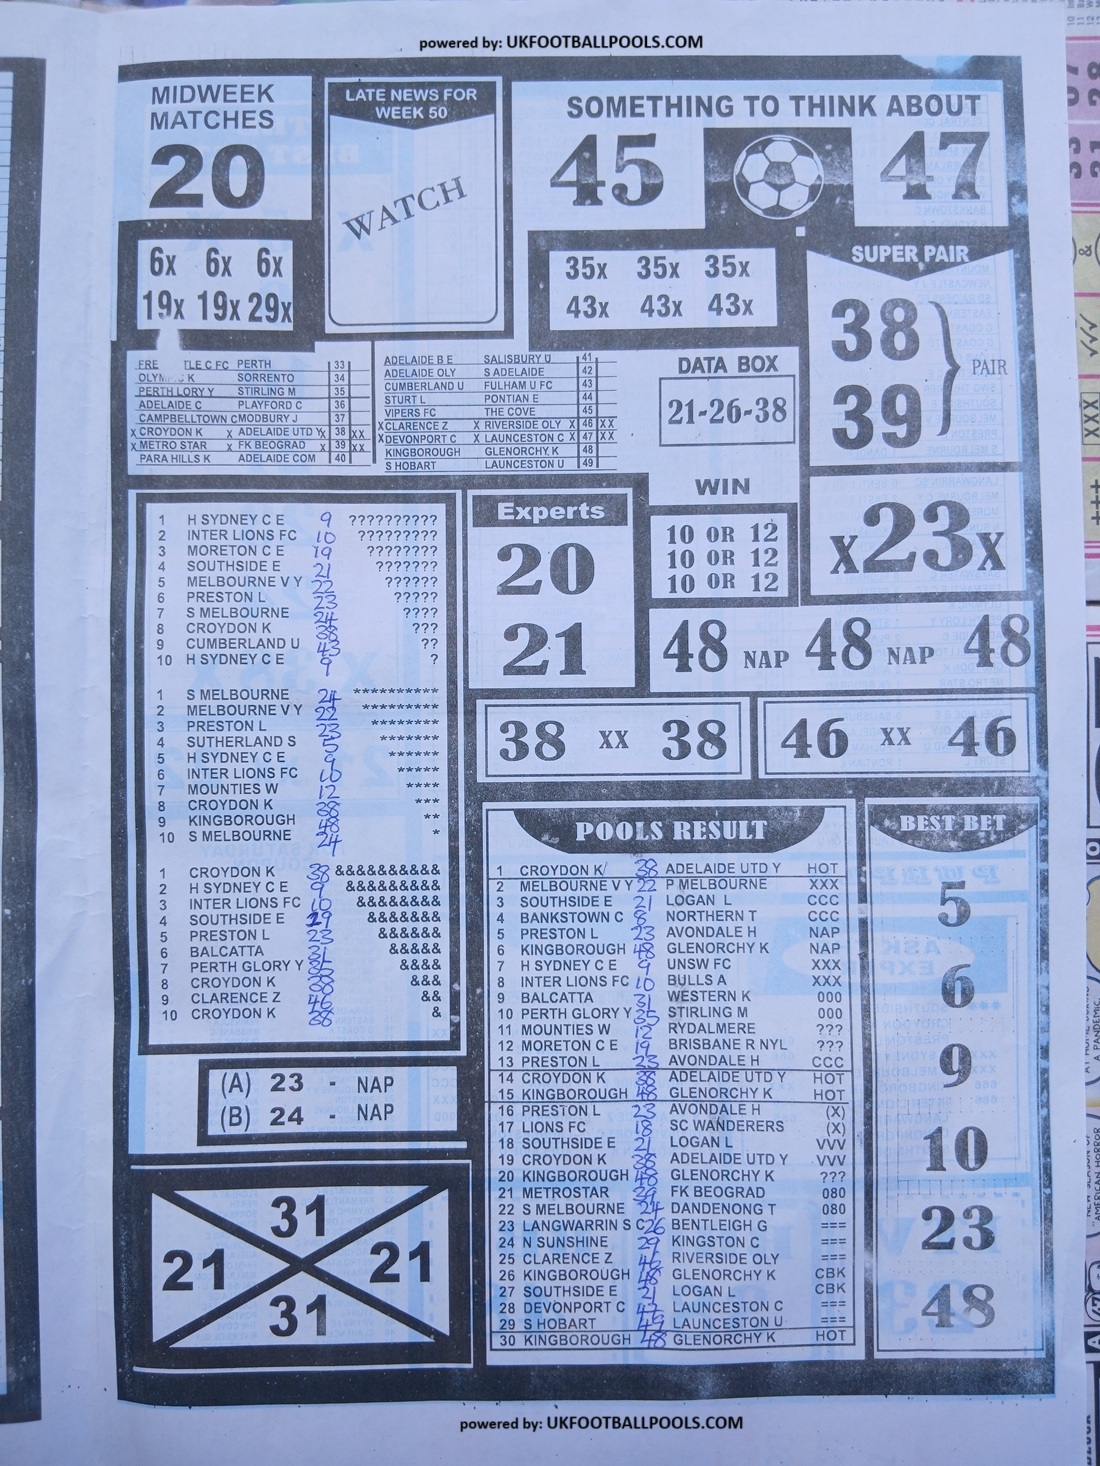 powered by: UKFOOTBALLPOOLS.COM
MIDWEEK
MATCHES
20
6x 6x 6x
19x 19x 29x
LATE NEWS FOR
WEEK 50
WATCH
SOMETHING TO THINK ABOUT
45 47
35x 35x 35x
43x 43x 43x
SUPER PAIR
38
39
PAIR
FRE TLE C FC PERTH 33
K SORRENTO 34
PERTH LORY Y STIRLING M 35
ADELAIDE C PLAYFORD C 36
CAMPBELLTOWN C MODBURY J 37
X CROYDON K X ADELAIDE UTD Y X 38 XX
X METRO STAR X FK BEOGRAD X 39 XX
PARA HILLS K ADELAIDE COM 40
ADELAIDE B E SALISBURY U 41
ADELAIDE OLY S ADELAIDE 42
CUMBERLAND U FULHAM U FC 43
STURT L PONTIAN E 44
VIPERS FC THE COVE 45
X CLARENCE Z X RIVERSIDE OLY X 46 XX
X DEVONPORT C X LAUNCESTON C X 47 XX
KINGBOROUGH GLENORCHY K 48
S HOBART LAUNCESTON U 49
DATA BOX
21-26-38
WIN
10 OR 12
10 OR 12
10 OR 12
X23X
1 H SYDNEY C E 9 ??????????
2 INTER LIONS FC 10 ?????????
3 MORETON C E 19 ????????
4 SOUTHSIDE E 21 ???????
5 MELBOURNE V Y 22 ??????
6 PRESTON L 23 ?????
7 S MELBOURNE 24 ????
8 CROYDON K 38 ???
9 CUMBERLAND U 43 ??
10 H SYDNEY C E 9 ?
1 S MELBOURNE 24 **********
2 MELBOURNE V Y 22 *********
3 PRESTON L 23 ********
4 SUTHERLAND S 5 *******
5 H SYDNEY C E 9 ******
6 INTER LIONS FC 10 *****
7 MOUNTIES W 12 ****
8 CROYDON K 38 ***
9 KINGBOROUGH 48 **
10 S MELBOURNE 24 *
1 CROYDON K 38 &&&&&&&&&&
2 H SYDNEY C E 9 &&&&&&&&&
3 INTER LIONS FC 10 &&&&&&&&
4 SOUTHSIDE E &&&&&&&
5 PRESTON L 23 &&&&&&
6 BALCATTA 31 &&&&&
7 PERTH GLORY Y 35 &&&&
8 CROYDON K 38 &&&
9 CLARENCE Z 46 &&
10 CROYDON K 38 &
Experts
20
21
48 NAP 48 NAP 48
38 XX 38
46 XX 46
(A) 23 - NAP
(B) 24 - NAP
31
21 21
31
POOLS RESULT
1 CROYDON K 38 ADELAIDE UTD Y HOT
2 MELBOURNE V Y 22 P MELBOURNE XXX
3 SOUTHSIDE E 21 LOGAN L CCC
4 BANKSTOWN C 8 NORTHERN T CCC
5 PRESTON L 23 AVONDALE H NAP
6 KINGBOROUGH 48 GLENORCHY K NAP
7 H SYDNEY C E 9 UNSW FC XXX
8 INTER LIONS FC 10 BULLS A XXX
9 BALCATTA 31 WESTERN K 000
10 PERTH GLORY Y 35 STIRLING M 000
11 MOUNTIES W 12 RYDALMERE ???
12 MORETON C E 19 BRISBANE R NYL ???
13 PRESTON L 23 AVONDALE H CCC
14 CROYDON K 38 ADELAIDE UTD Y HOT
15 KINGBOROUGH 48 GLENORCHY K HOT
16 PRESTON L 23 AVONDALE H (X)
17 LIONS FC 18 SC WANDERERS (X)
18 SOUTHSIDE E 21 LOGAN L VVV
19 CROYDON K 38 ADELAIDE UTD Y VVV
20 KINGBOROUGH 48 GLENORCHY K ???
21 METROSTAR 39 FK BEOGRAD 080
22 S MELBOURNE 24 DANDENONG T 080
23 LANGWARRIN S C 26 BENTLEIGH G ===
24 N SUNSHINE 29 KINGSTON C ===
25 CLARENCE Z 46 RIVERSIDE OLY ===
26 KINGBOROUGH 48 GLENORCHY K CBK
27 SOUTHSIDE E 21 LOGAN L CBK
28 DEVONPORT C 47 LAUNCESTON C ===
29 S HOBART 49 LAUNCESTON U ===
30 KINGBOROUGH 48 GLENORCHY K HOT
BEST BET
5
6
9
10
23
48
powered by: UKFOOTBALLPOOLS.COM